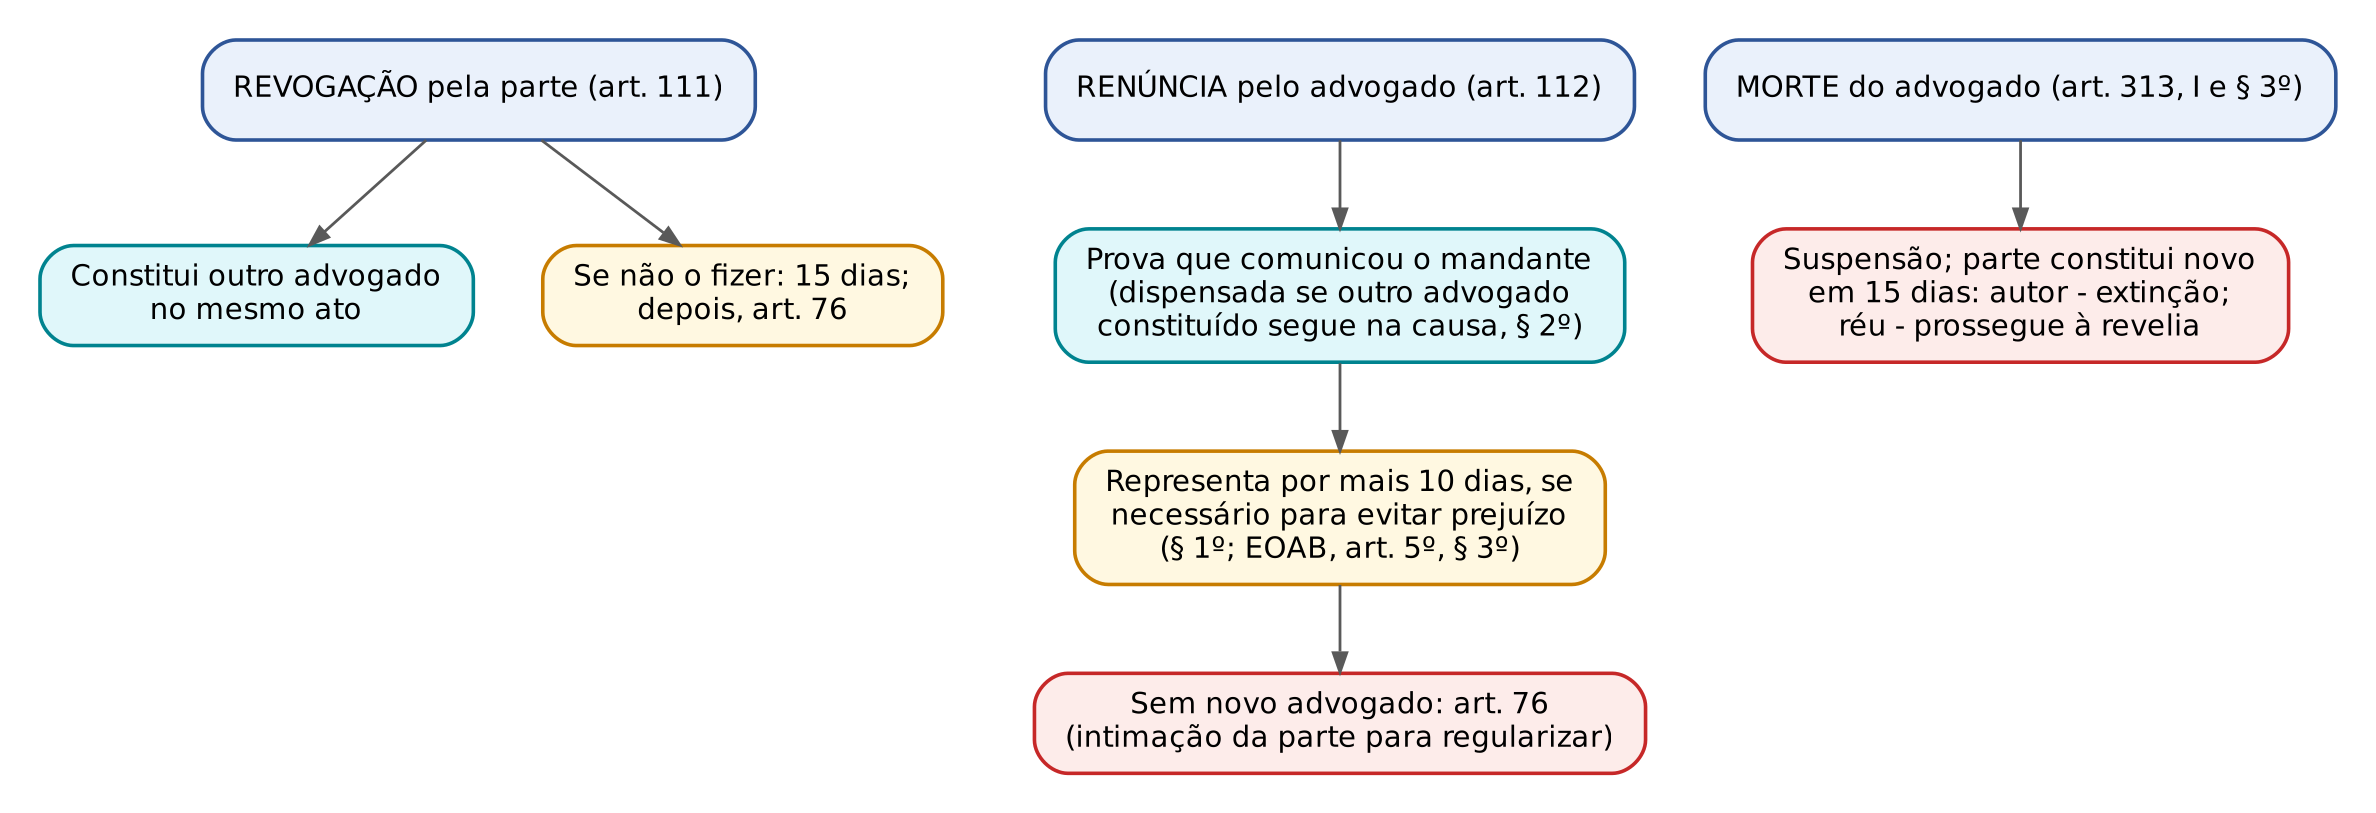 REVOGAÇÃO pela parte (art. 111)
Constitui outro advogado
no mesmo ato
Se não o fizer: 15 dias;
depois, art. 76
RENÚNCIA pelo advogado (art. 112)
Prova que comunicou o mandante
(dispensada se outro advogado
constituído segue na causa, § 2º)
Representa por mais 10 dias, se
necessário para evitar prejuízo
(§ 1º; EOAB, art. 5º, § 3º)
Sem novo advogado: art. 76
(intimação da parte para regularizar)
MORTE do advogado (art. 313, I e § 3º)
Suspensão; parte constitui novo
em 15 dias: autor - extinção;
réu - prossegue à revelia